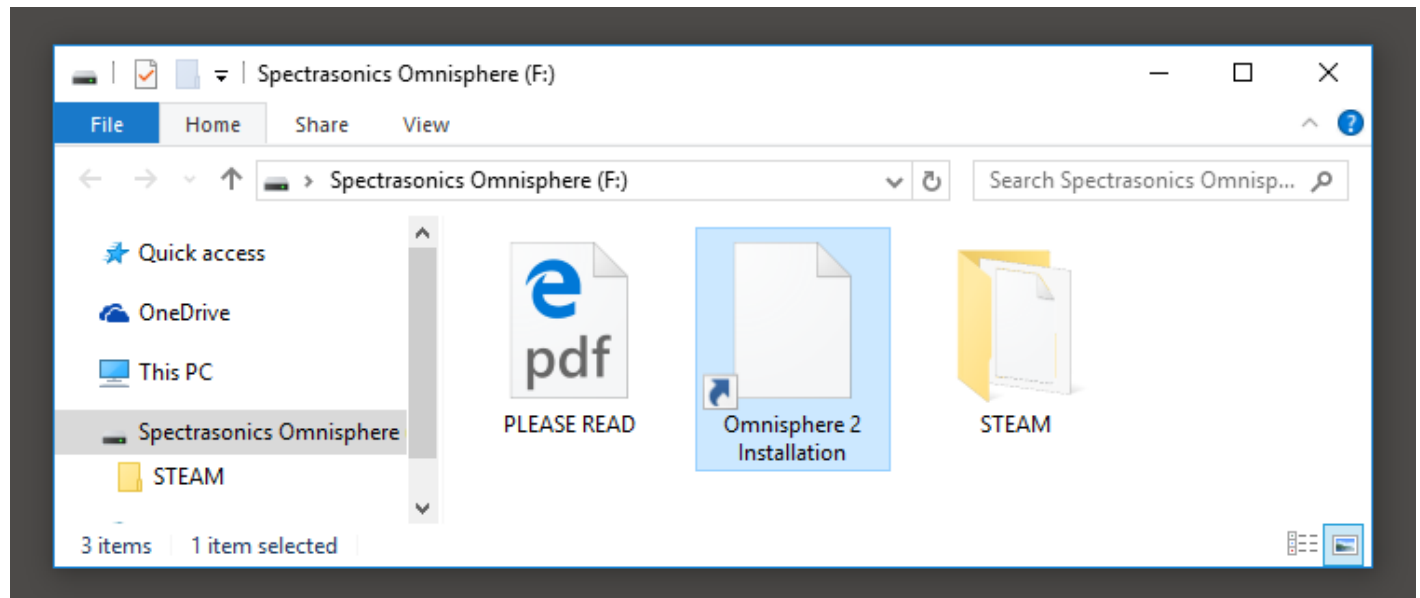 Spectrasonics Omnisphere (F:)
File Home Share View
Spectrasonics Omnisphere (F:)
Search Spectrasonics Omnisp...
Quick access
OneDrive
This PC
Spectrasonics Omnisphere
STEAM
pdf
PLEASE READ
Omnisphere 2
Installation
STEAM
3 items 1 item selected